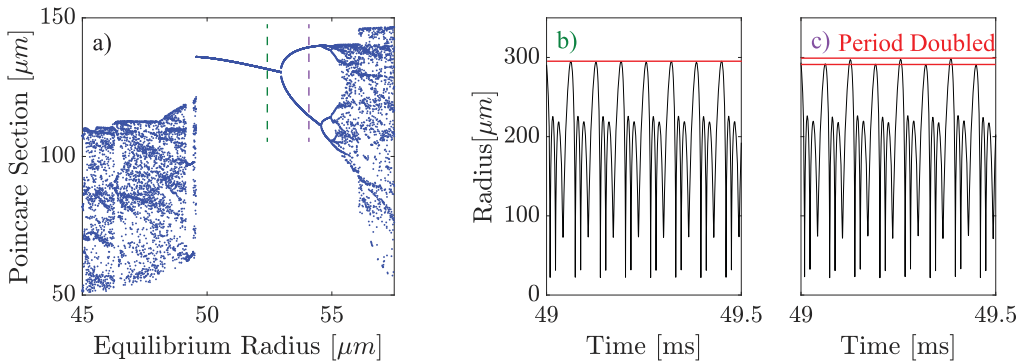 a)
Poincare Section [μm]
150
100
50
45
50
55
Equilibrium Radius [μm]
b)
Radius[μm]
300
200
100
0
49
49.5
Time [ms]
c) Period Doubled
49
49.5
Time [ms]